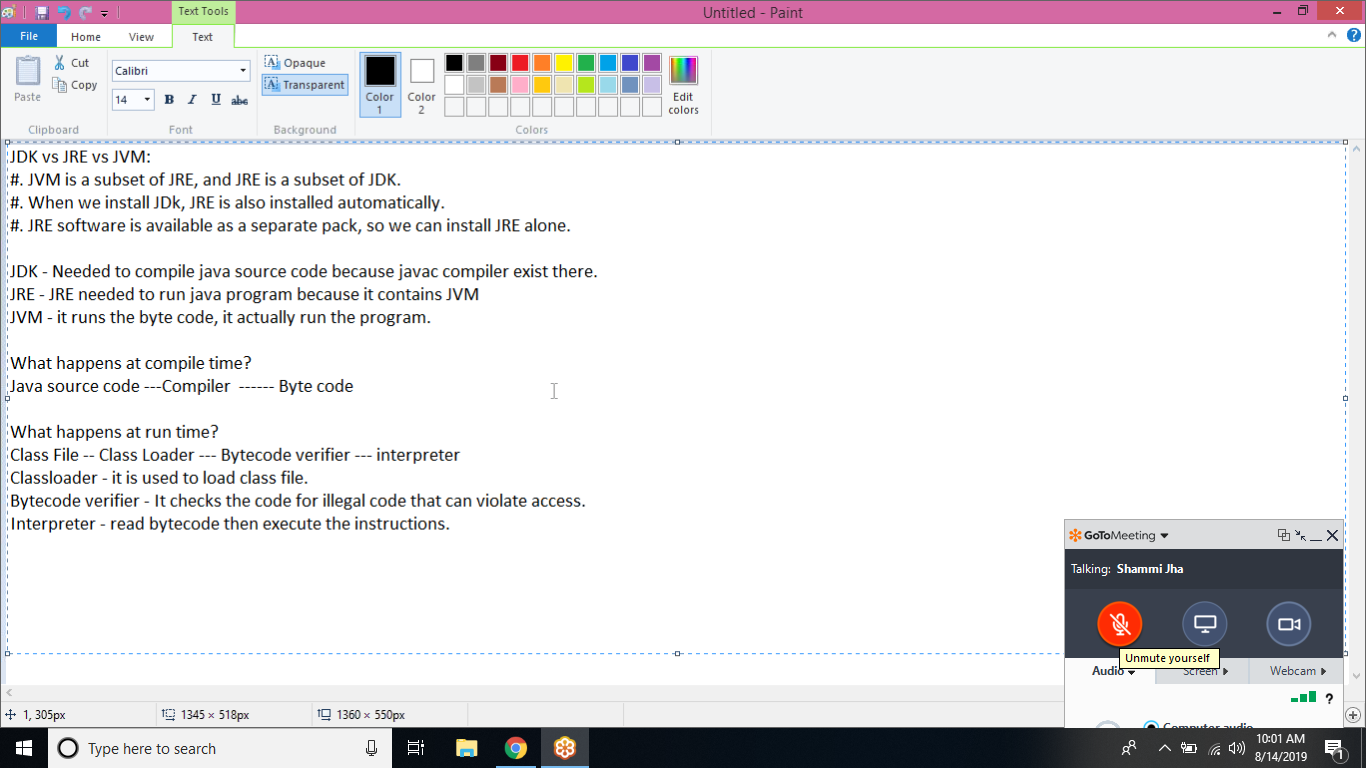 Text Tools
Untitled - Paint
File
Home
View
Text
Paste
Cut
Copy
Clipboard
Calibri
14
B I U abc
Font
Opaque
Transparent
Background
Color 1
Color 2
Edit colors
Colors
JDK vs JRE vs JVM:
#. JVM is a subset of JRE, and JRE is a subset of JDK.
#. When we install JDk, JRE is also installed automatically.
#. JRE software is available as a separate pack, so we can install JRE alone.
JDK - Needed to compile java source code because javac compiler exist there.
JRE - JRE needed to run java program because it contains JVM
JVM - it runs the byte code, it actually run the program.
What happens at compile time?
Java source code ---Compiler ------ Byte code
What happens at run time?
Class File -- Class Loader --- Bytecode verifier --- interpreter
Classloader - it is used to load class file.
Bytecode verifier - It checks the code for illegal code that can violate access.
Interpreter - read bytecode then execute the instructions.
GoToMeeting
Talking: Shammi Jha
Unmute yourself
Audio
Screen
Webcam
?
Computer audio
1, 305px
1345 × 518px
1360 × 550px
Type here to search
10:01 AM
8/14/2019
1